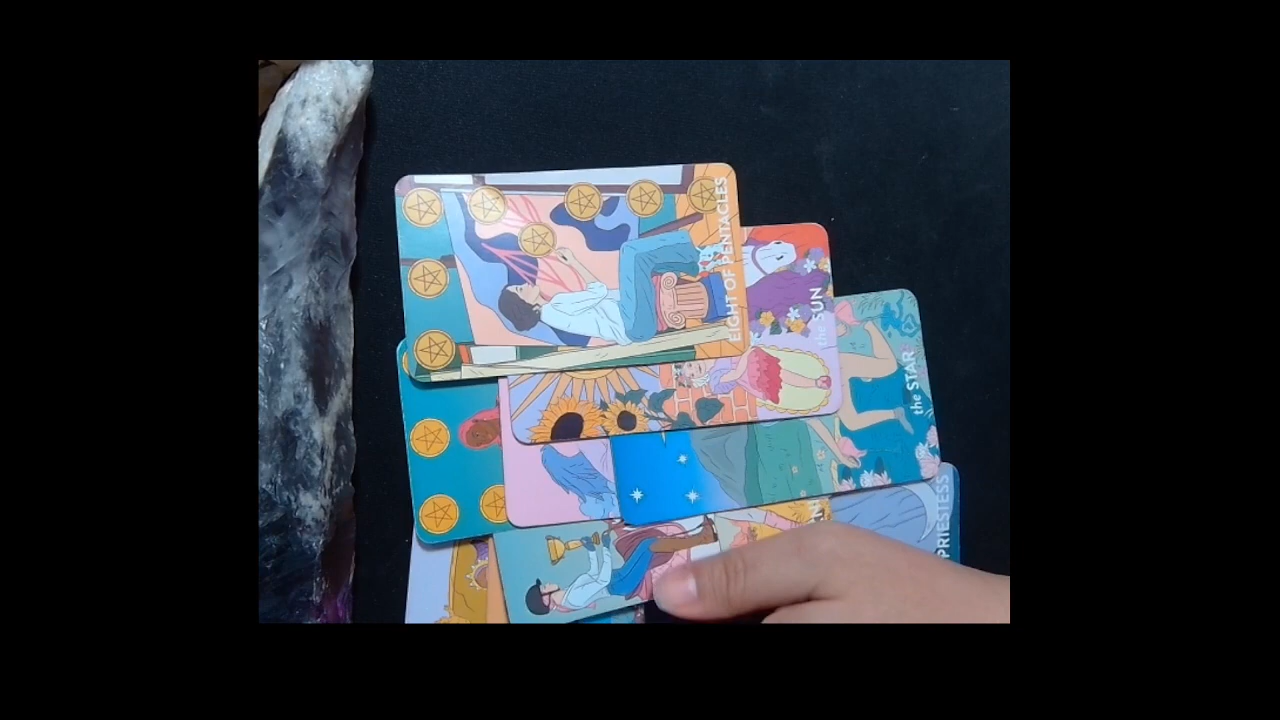 EIGHT OF PENTACLES
the SUN
the STAR
PRIESTESS